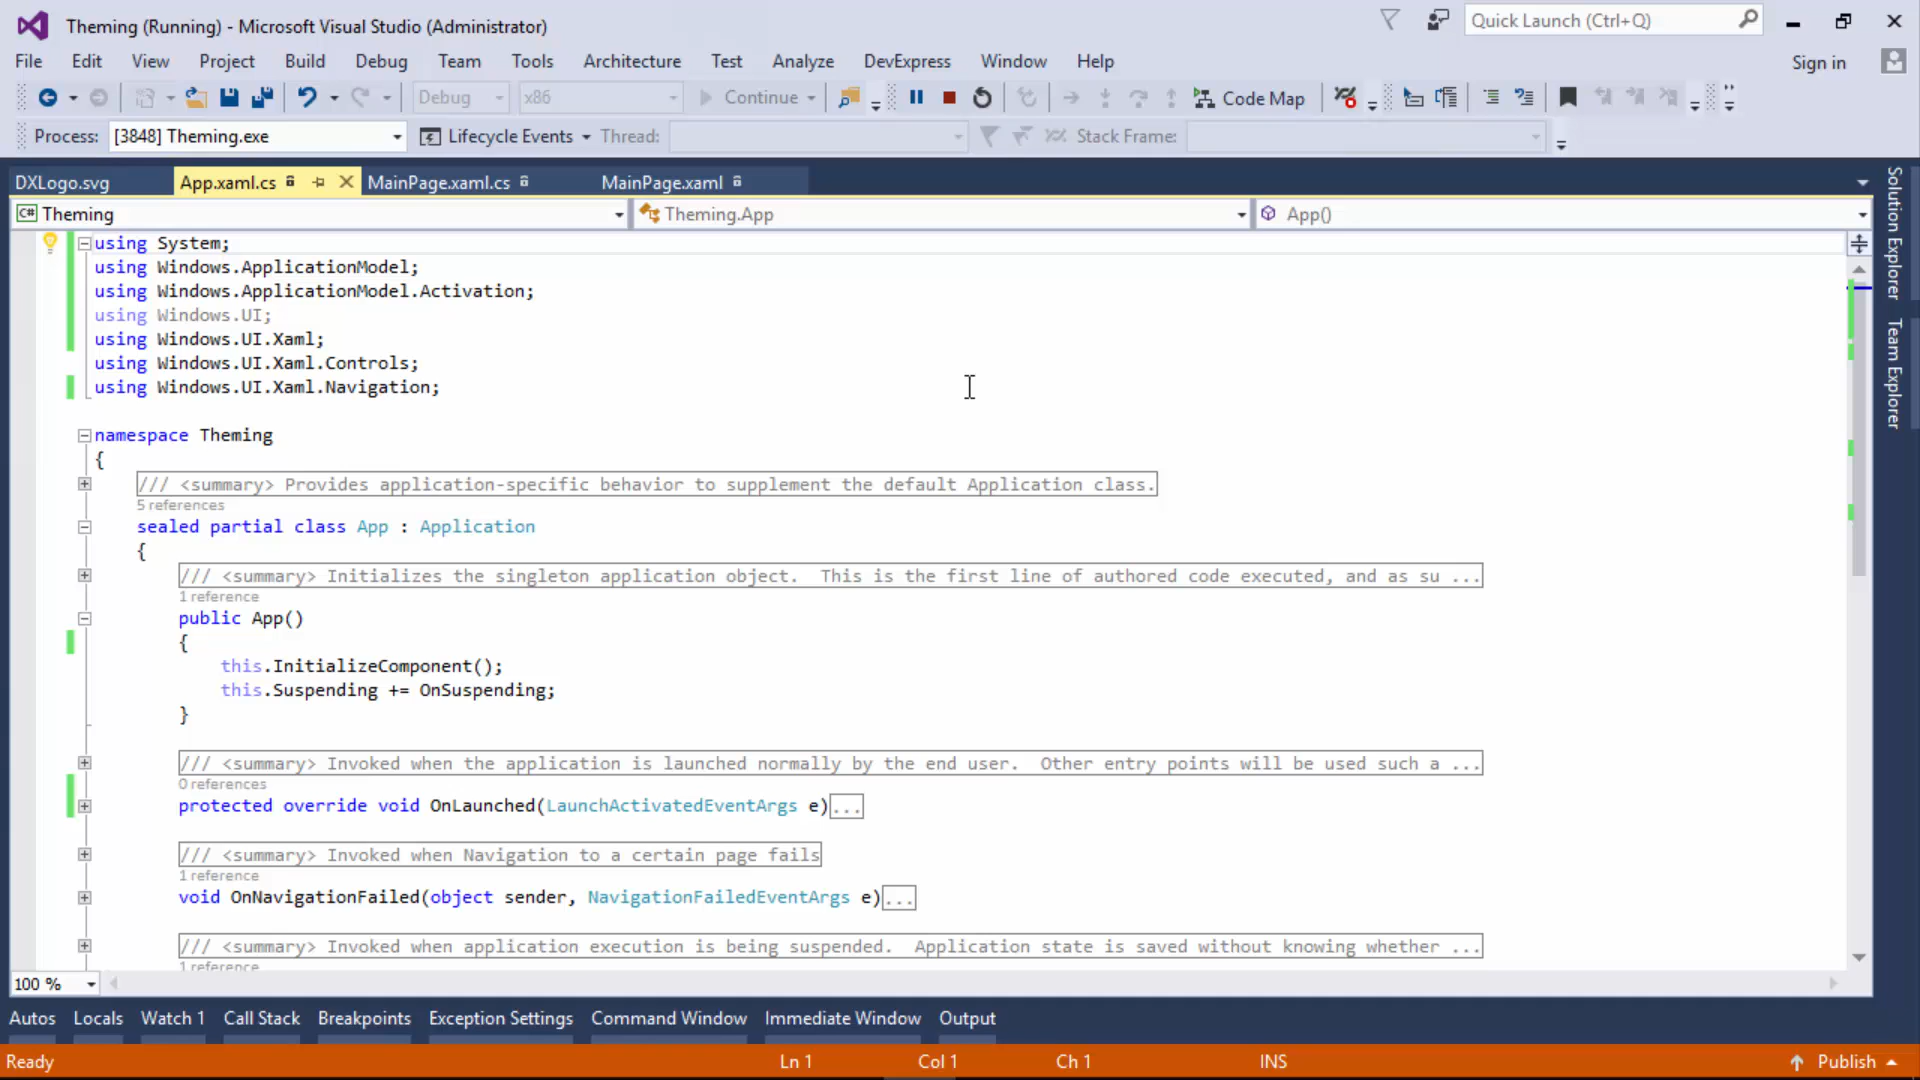 Theming (Running) - Microsoft Visual Studio (Administrator)
Quick Launch (Ctrl+Q)
File Edit View Project Build Debug Team Tools Architecture Test Analyze DevExpress Window Help
Sign in
Debug x86 Continue Code Map
Process: [3848] Theming.exe Lifecycle Events Thread: Stack Frame:
DXLogo.svg App.xaml.cs MainPage.xaml.cs MainPage.xaml
C# Theming Theming.App App()
using System;
using Windows.ApplicationModel;
using Windows.ApplicationModel.Activation;
using Windows.UI;
using Windows.UI.Xaml;
using Windows.UI.Xaml.Controls;
using Windows.UI.Xaml.Navigation;
namespace Theming
{
/// <summary> Provides application-specific behavior to supplement the default Application class.
5 references
sealed partial class App : Application
{
/// <summary> Initializes the singleton application object.  This is the first line of authored code executed, and as su ...
1 reference
public App()
{
this.InitializeComponent();
this.Suspending += OnSuspending;
}
/// <summary> Invoked when the application is launched normally by the end user.  Other entry points will be used such a ...
0 references
protected override void OnLaunched(LaunchActivatedEventArgs e)...
/// <summary> Invoked when Navigation to a certain page fails
1 reference
void OnNavigationFailed(object sender, NavigationFailedEventArgs e)...
/// <summary> Invoked when application execution is being suspended.  Application state is saved without knowing whether ...
1 reference
100 %
Solution Explorer
Team Explorer
Autos Locals Watch 1 Call Stack Breakpoints Exception Settings Command Window Immediate Window Output
Ready Ln 1 Col 1 Ch 1 INS Publish